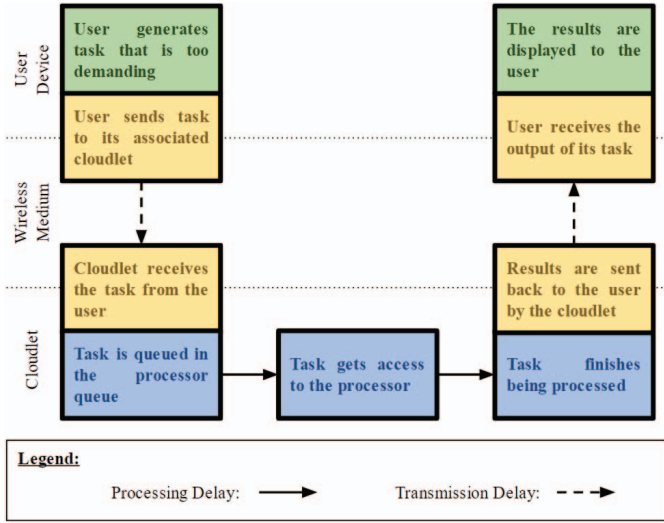 User Device
User generates
task that is too
demanding
User sends task
to its associated
cloudlet
The results are
displayed to the
user
User receives the
output of its task
Wireless Medium
Cloudlet
Cloudlet receives
the task from the
user
Task is queued in
the processor
queue
Task gets access
to the processor
Results are sent
back to the user
by the cloudlet
Task finishes
being processed
Legend:
Processing Delay:
Transmission Delay: